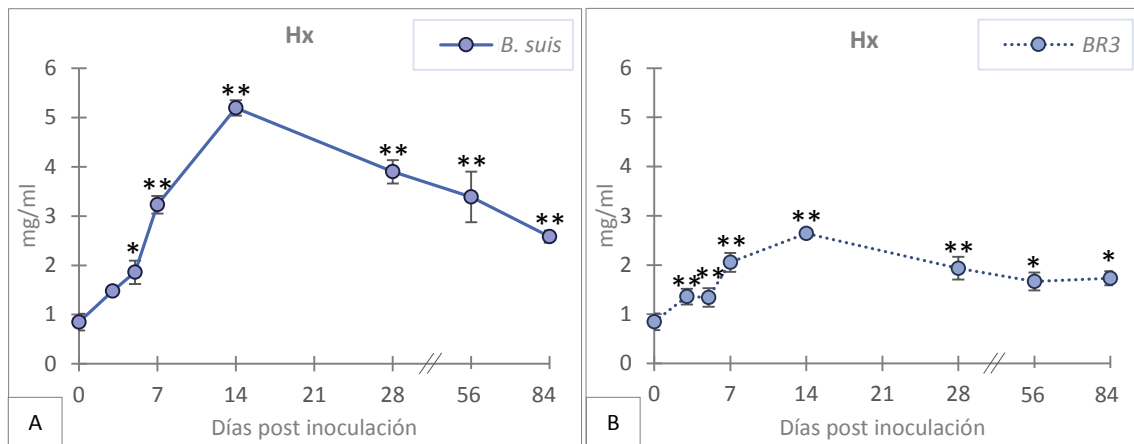 Hx
B. suis
6
5
4
3
2
1
0
mg/ml
**
*
**
**
**
**
0 7 14 21 28 56 84
Días post inoculación
A
Hx
BR3
6
5
4
3
2
1
0
mg/ml
**
**
**
**
**
*
*
0 7 14 21 28 56 84
Días post inoculación
B